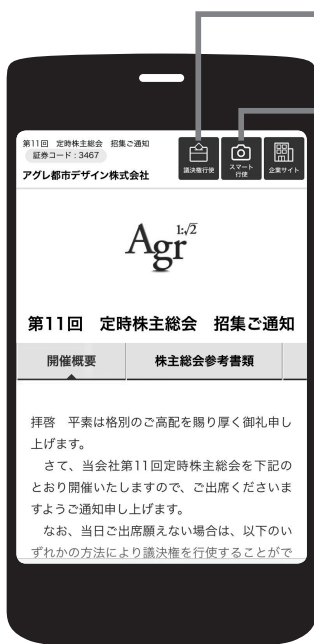 第11回　定時株主総会　招集ご通知
証券コード：3467
アグレ都市デザイン株式会社
議決権行使
スマート
行使
企業サイト
Agr 1:√2
第11回　定時株主総会　招集ご通知
開催概要
株主総会参考書類
拝啓　平素は格別のご高配を賜り厚く御礼申し
上げます。
　さて、当会社第11回定時株主総会を下記の
とおり開催いたしますので、ご出席くださいま
すようご通知申し上げます。
　なお、当日ご出席願えない場合は、以下のい
ずれかの方法により議決権を行使することがで